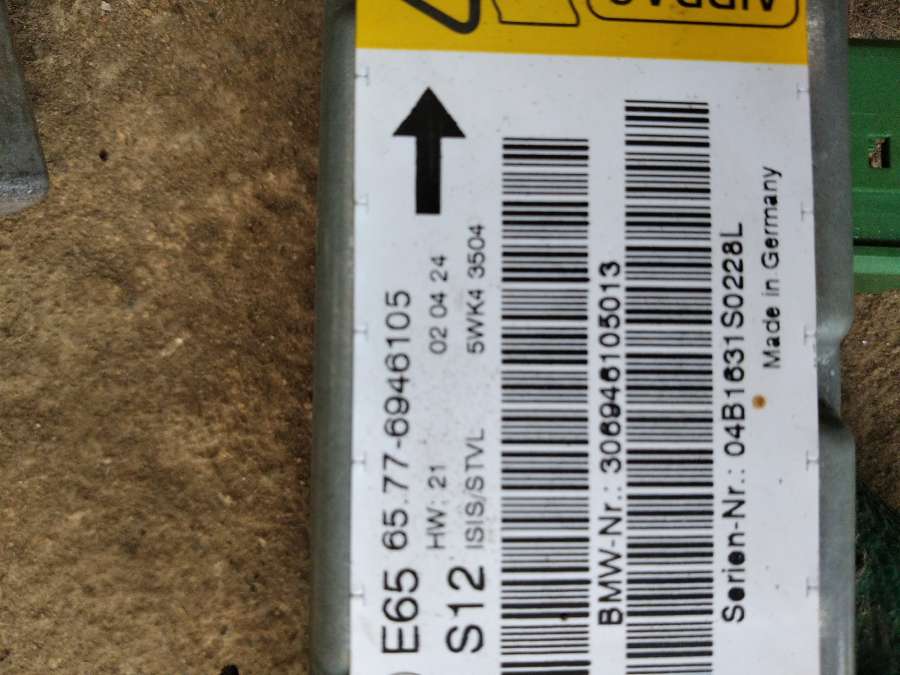 AIRBAG
E65 65.77-6946105
HW: 21 02 04 24
S12 ISIS/STVL 5WK4 3504
BMW-Nr.: 306946105013
Serien-Nr.: 04B1631S0228L
Made in Germany